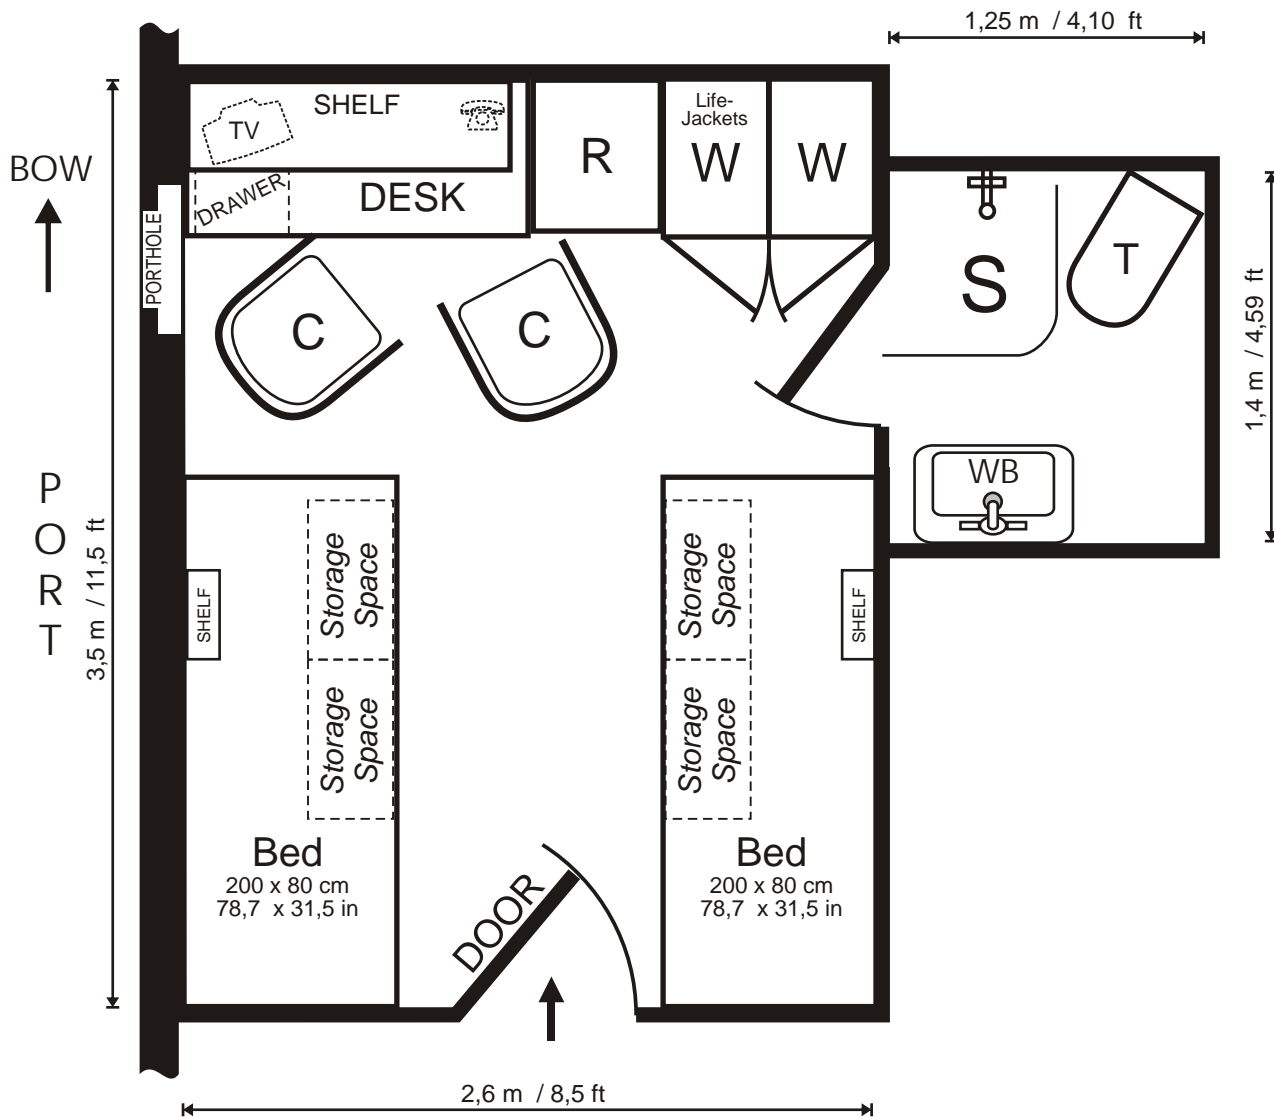 1,25 m / 4,10 ft
SHELF
TV
Life-
Jackets
R
W
W
BOW
DRAWER
DESK
PORTHOLE
S
T
C
C
1,4 m / 4,59 ft
WB
PORT
3,5 m / 11,5 ft
Storage
Space
Storage
Space
SHELF
SHELF
Storage
Space
Storage
Space
Bed
200 x 80 cm
78,7 x 31,5 in
Bed
200 x 80 cm
78,7 x 31,5 in
DOOR
2,6 m / 8,5 ft